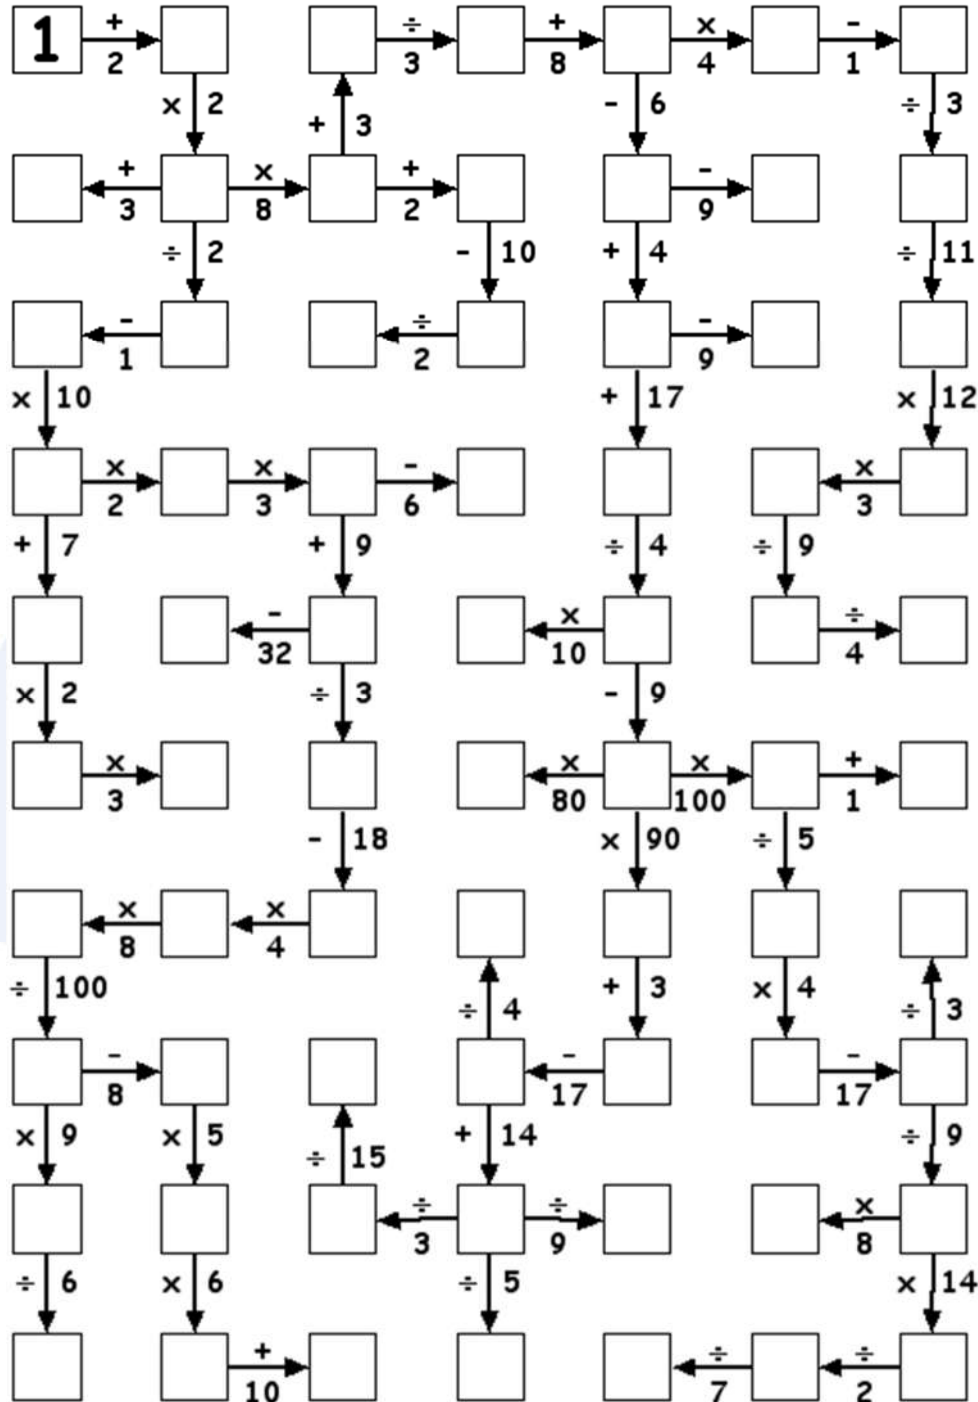 1 + ÷ + × -
2 3 8 4 1
× 2 + 3 - 6 ÷ 3
+ × + -
3 8 2 9
÷ 2 - 10 + 4 ÷ 11
- ÷ -
1 2 9
× 10 + 17 × 12
× × - ×
2 3 6 3
+ 7 + 9 ÷ 4 ÷ 9
- × ÷
32 10 4
× 2 ÷ 3 - 9
× × × +
3 80 100 1
- 18 × 90 ÷ 5
× ×
8 4
÷ 100 ÷ 4 + 3 × 4 ÷ 3
- - -
8 17 17
× 9 × 5 ÷ 15 + 14 ÷ 9
÷ ÷ ×
3 9 8
÷ 6 × 6 ÷ 5 × 14
+ ÷ ÷
10 7 2